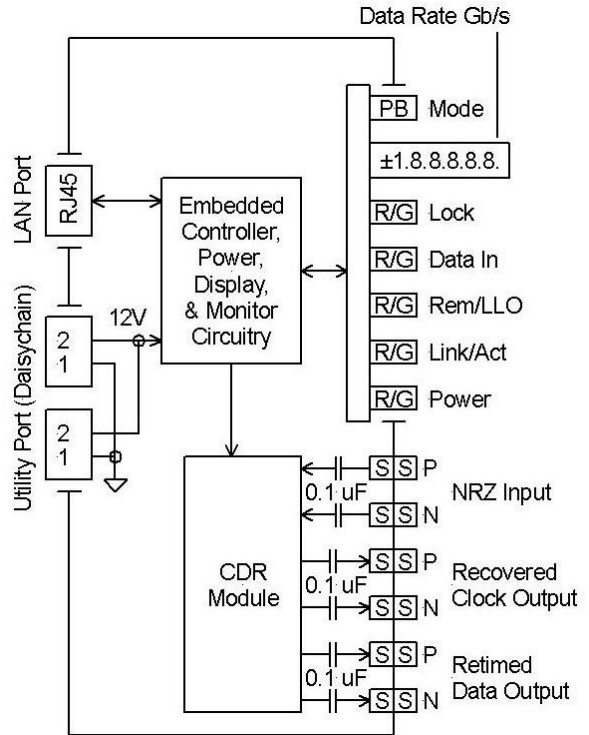 Data Rate Gb/s
PB Mode
±1.8.8.8.8.8.
LAN Port
RJ45
Embedded
Controller,
Power,
Display,
& Monitor
Circuitry
R/G Lock
R/G Data In
R/G Rem/LLO
R/G Link/Act
R/G Power
Utility Port (Daisychain)
2
1
12V
2
1
CDR
Module
S S P
0.1 uF
NRZ Input
S S N
S S P
0.1 uF
Recovered
Clock Output
S S N
S S P
0.1 uF
Retimed
Data Output
S S N